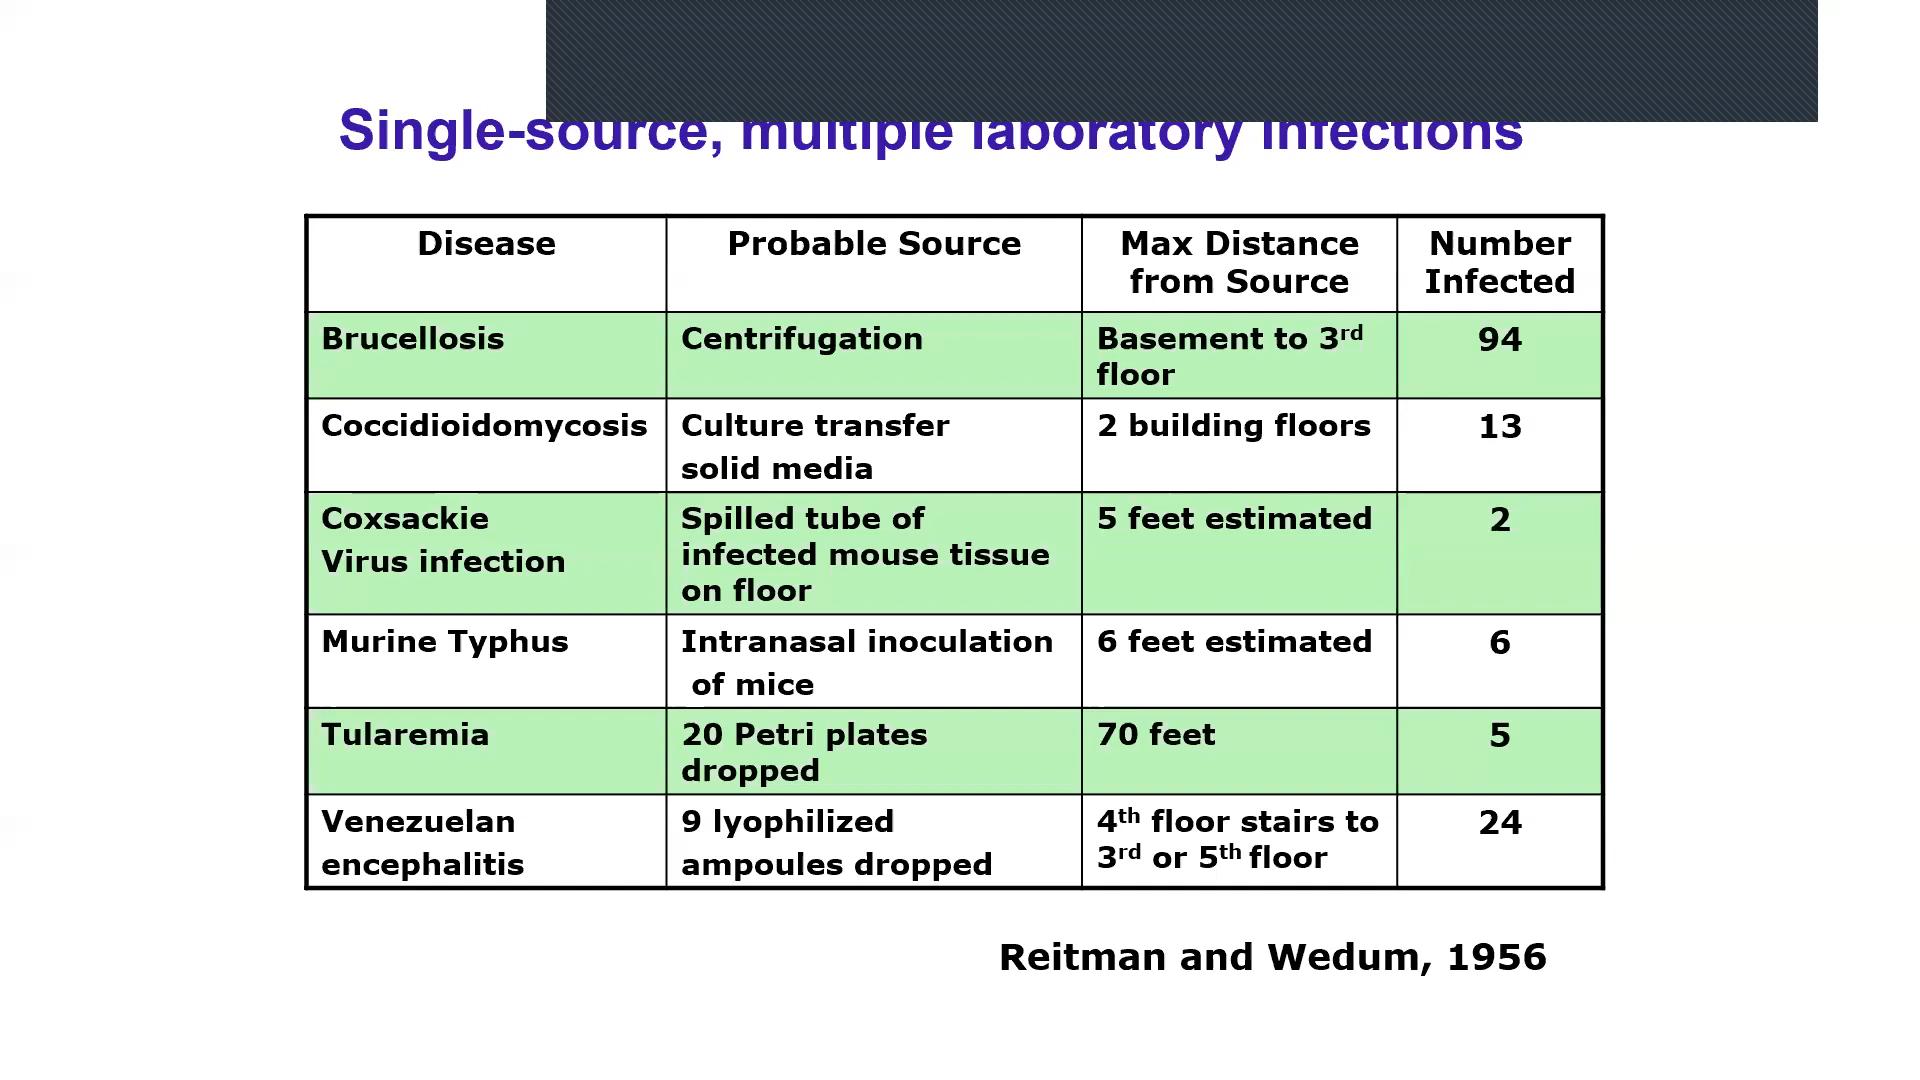 Single-source, multiple laboratory infections
Disease
Probable Source
Max Distance
from Source
Number
Infected
Brucellosis
Centrifugation
Basement to 3rd
floor
94
Coccidioidomycosis
Culture transfer
solid media
2 building floors
13
Coxsackie
Virus infection
Spilled tube of
infected mouse tissue
on floor
5 feet estimated
2
Murine Typhus
Intranasal inoculation
of mice
6 feet estimated
6
Tularemia
20 Petri plates
dropped
70 feet
5
Venezuelan
encephalitis
9 lyophilized
ampoules dropped
4th floor stairs to
3rd or 5th floor
24
Reitman and Wedum, 1956